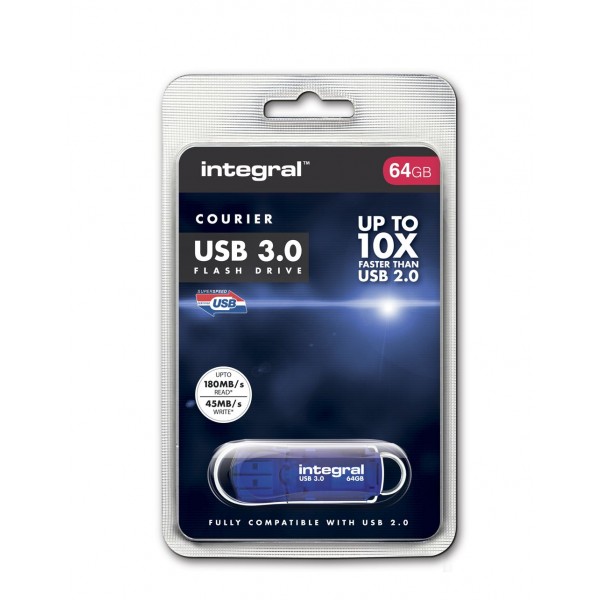 integral™
64GB
COURIER
USB 3.0
FLASH DRIVE
UP TO
10X
FASTER THAN
USB 2.0
SUPERSPEED
CERTIFIED USB
UPTO
180MB/s
READ*
45MB/s
WRITE*
integral
USB 3.0 64GB
FULLY COMPATIBLE WITH USB 2.0